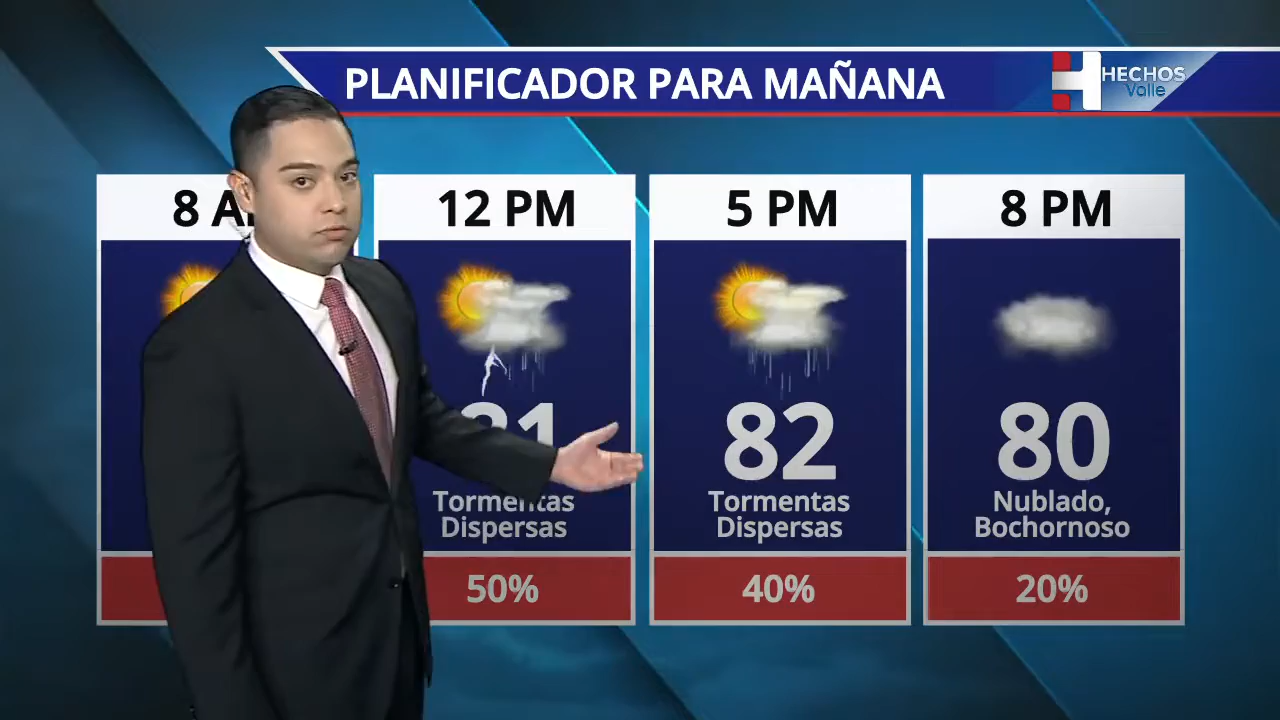 PLANIFICADOR PARA MAÑANA
HECHOS
Valle
8
12 PM
Tormentas
Dispersas
50%
5 PM
82
Tormentas
Dispersas
40%
8 PM
80
Nublado,
Bochornoso
20%